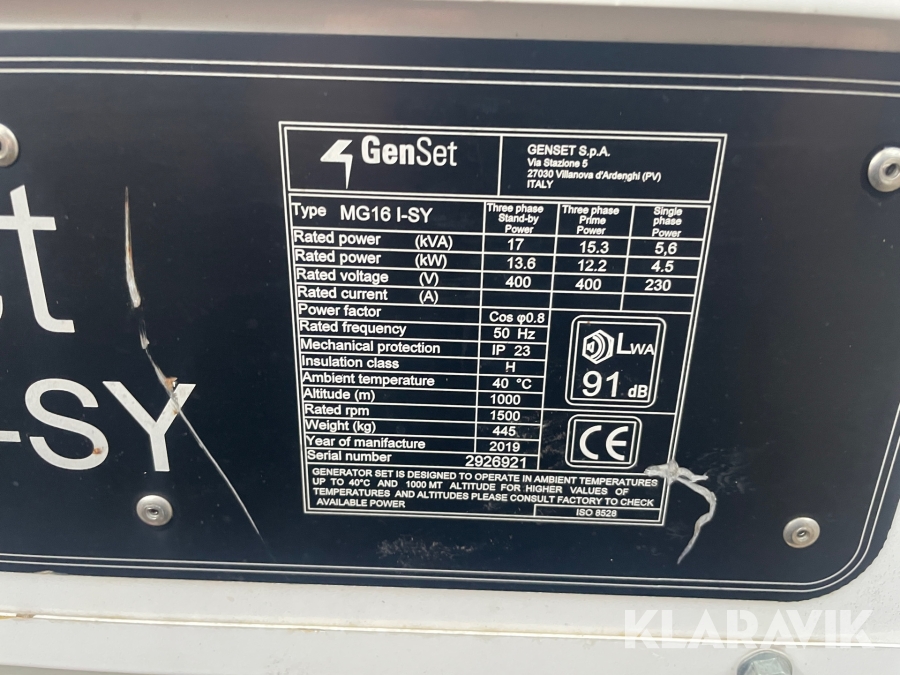 GenSet
GENSET S.p.A.
Via Stazione 5
27030 Villanova d'Ardenghi (PV)
ITALY
Type MG16 I-SY
Three phase Stand-by Power
Three phase Prime Power
Single phase Power
Rated power (kVA) 17 15.3 5,6
Rated power (kW) 13.6 12.2 4.5
Rated voltage (V) 400 400 230
Rated current (A)
Power factor Cos φ0.8
Rated frequency 50 Hz
Mechanical protection IP 23
Insulation class H
Ambient temperature 40 °C
Altitude (m) 1000
Rated rpm 1500
Weight (kg) 445
Year of manifacture 2019
Serial number 2926921
LWA
91 dB
CE
GENERATOR SET IS DESIGNED TO OPERATE IN AMBIENT TEMPERATURES
UP TO 40°C AND 1000 MT ALTITUDE FOR HIGHER VALUES OF
TEMPERATURES AND ALTITUDES PLEASE CONSULT FACTORY TO CHECK
AVAILABLE POWER
ISO 8528
-SY
KLARAVIK